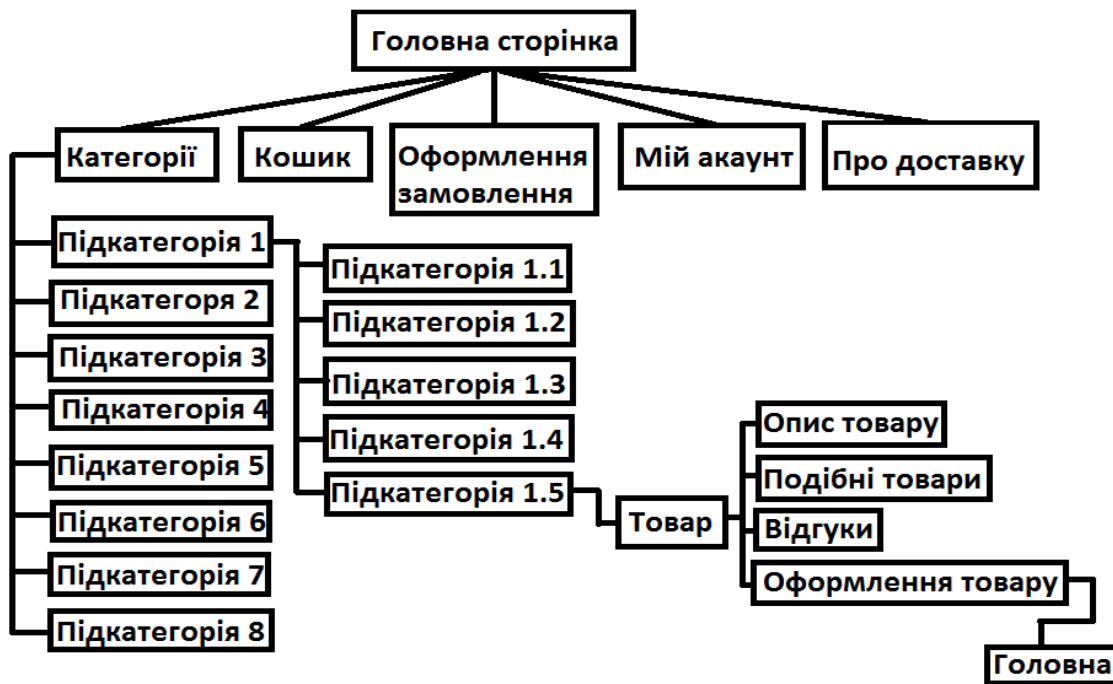 Головна сторінка
Категорії
Кошик
Оформлення
замовлення
Мій акаунт
Про доставку
Підкатегорія 1
Підкатегоря 2
Підкатегорія 3
Підкатегорія 4
Підкатегорія 5
Підкатегорія 6
Підкатегорія 7
Підкатегорія 8
Підкатегорія 1.1
Підкатегорія 1.2
Підкатегорія 1.3
Підкатегорія 1.4
Підкатегорія 1.5
Товар
Опис товару
Подібні товари
Відгуки
Оформлення товару
Головна